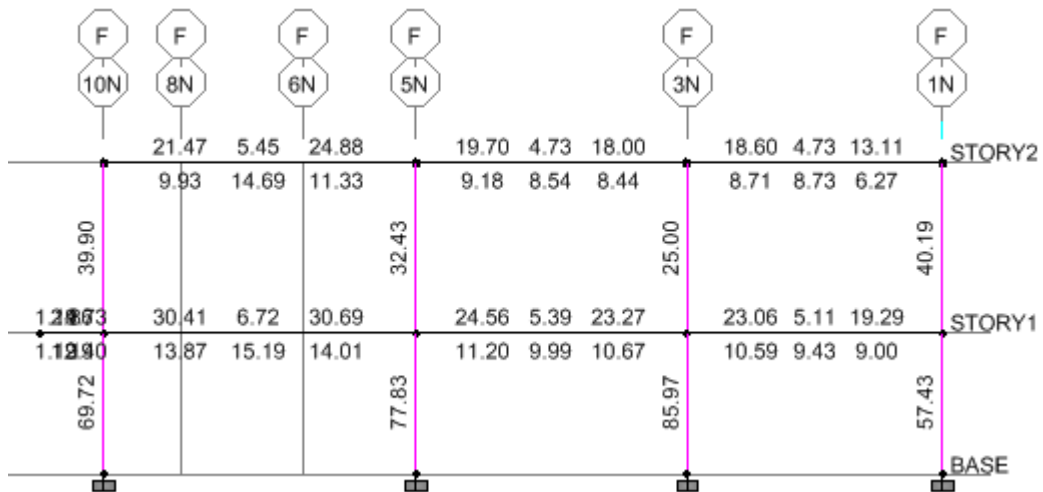 F F F F F F
10N 8N 6N 5N 3N 1N
21.47 5.45 24.88 19.70 4.73 18.00 18.60 4.73 13.11 STORY2
9.93 14.69 11.33 9.18 8.54 8.44 8.71 8.73 6.27
39.90 32.43 25.00 40.19
30.41 6.72 30.69 24.56 5.39 23.27 23.06 5.11 19.29 STORY1
13.87 15.19 14.01 11.20 9.99 10.67 10.59 9.43 9.00
69.72 77.83 85.97 57.43
BASE